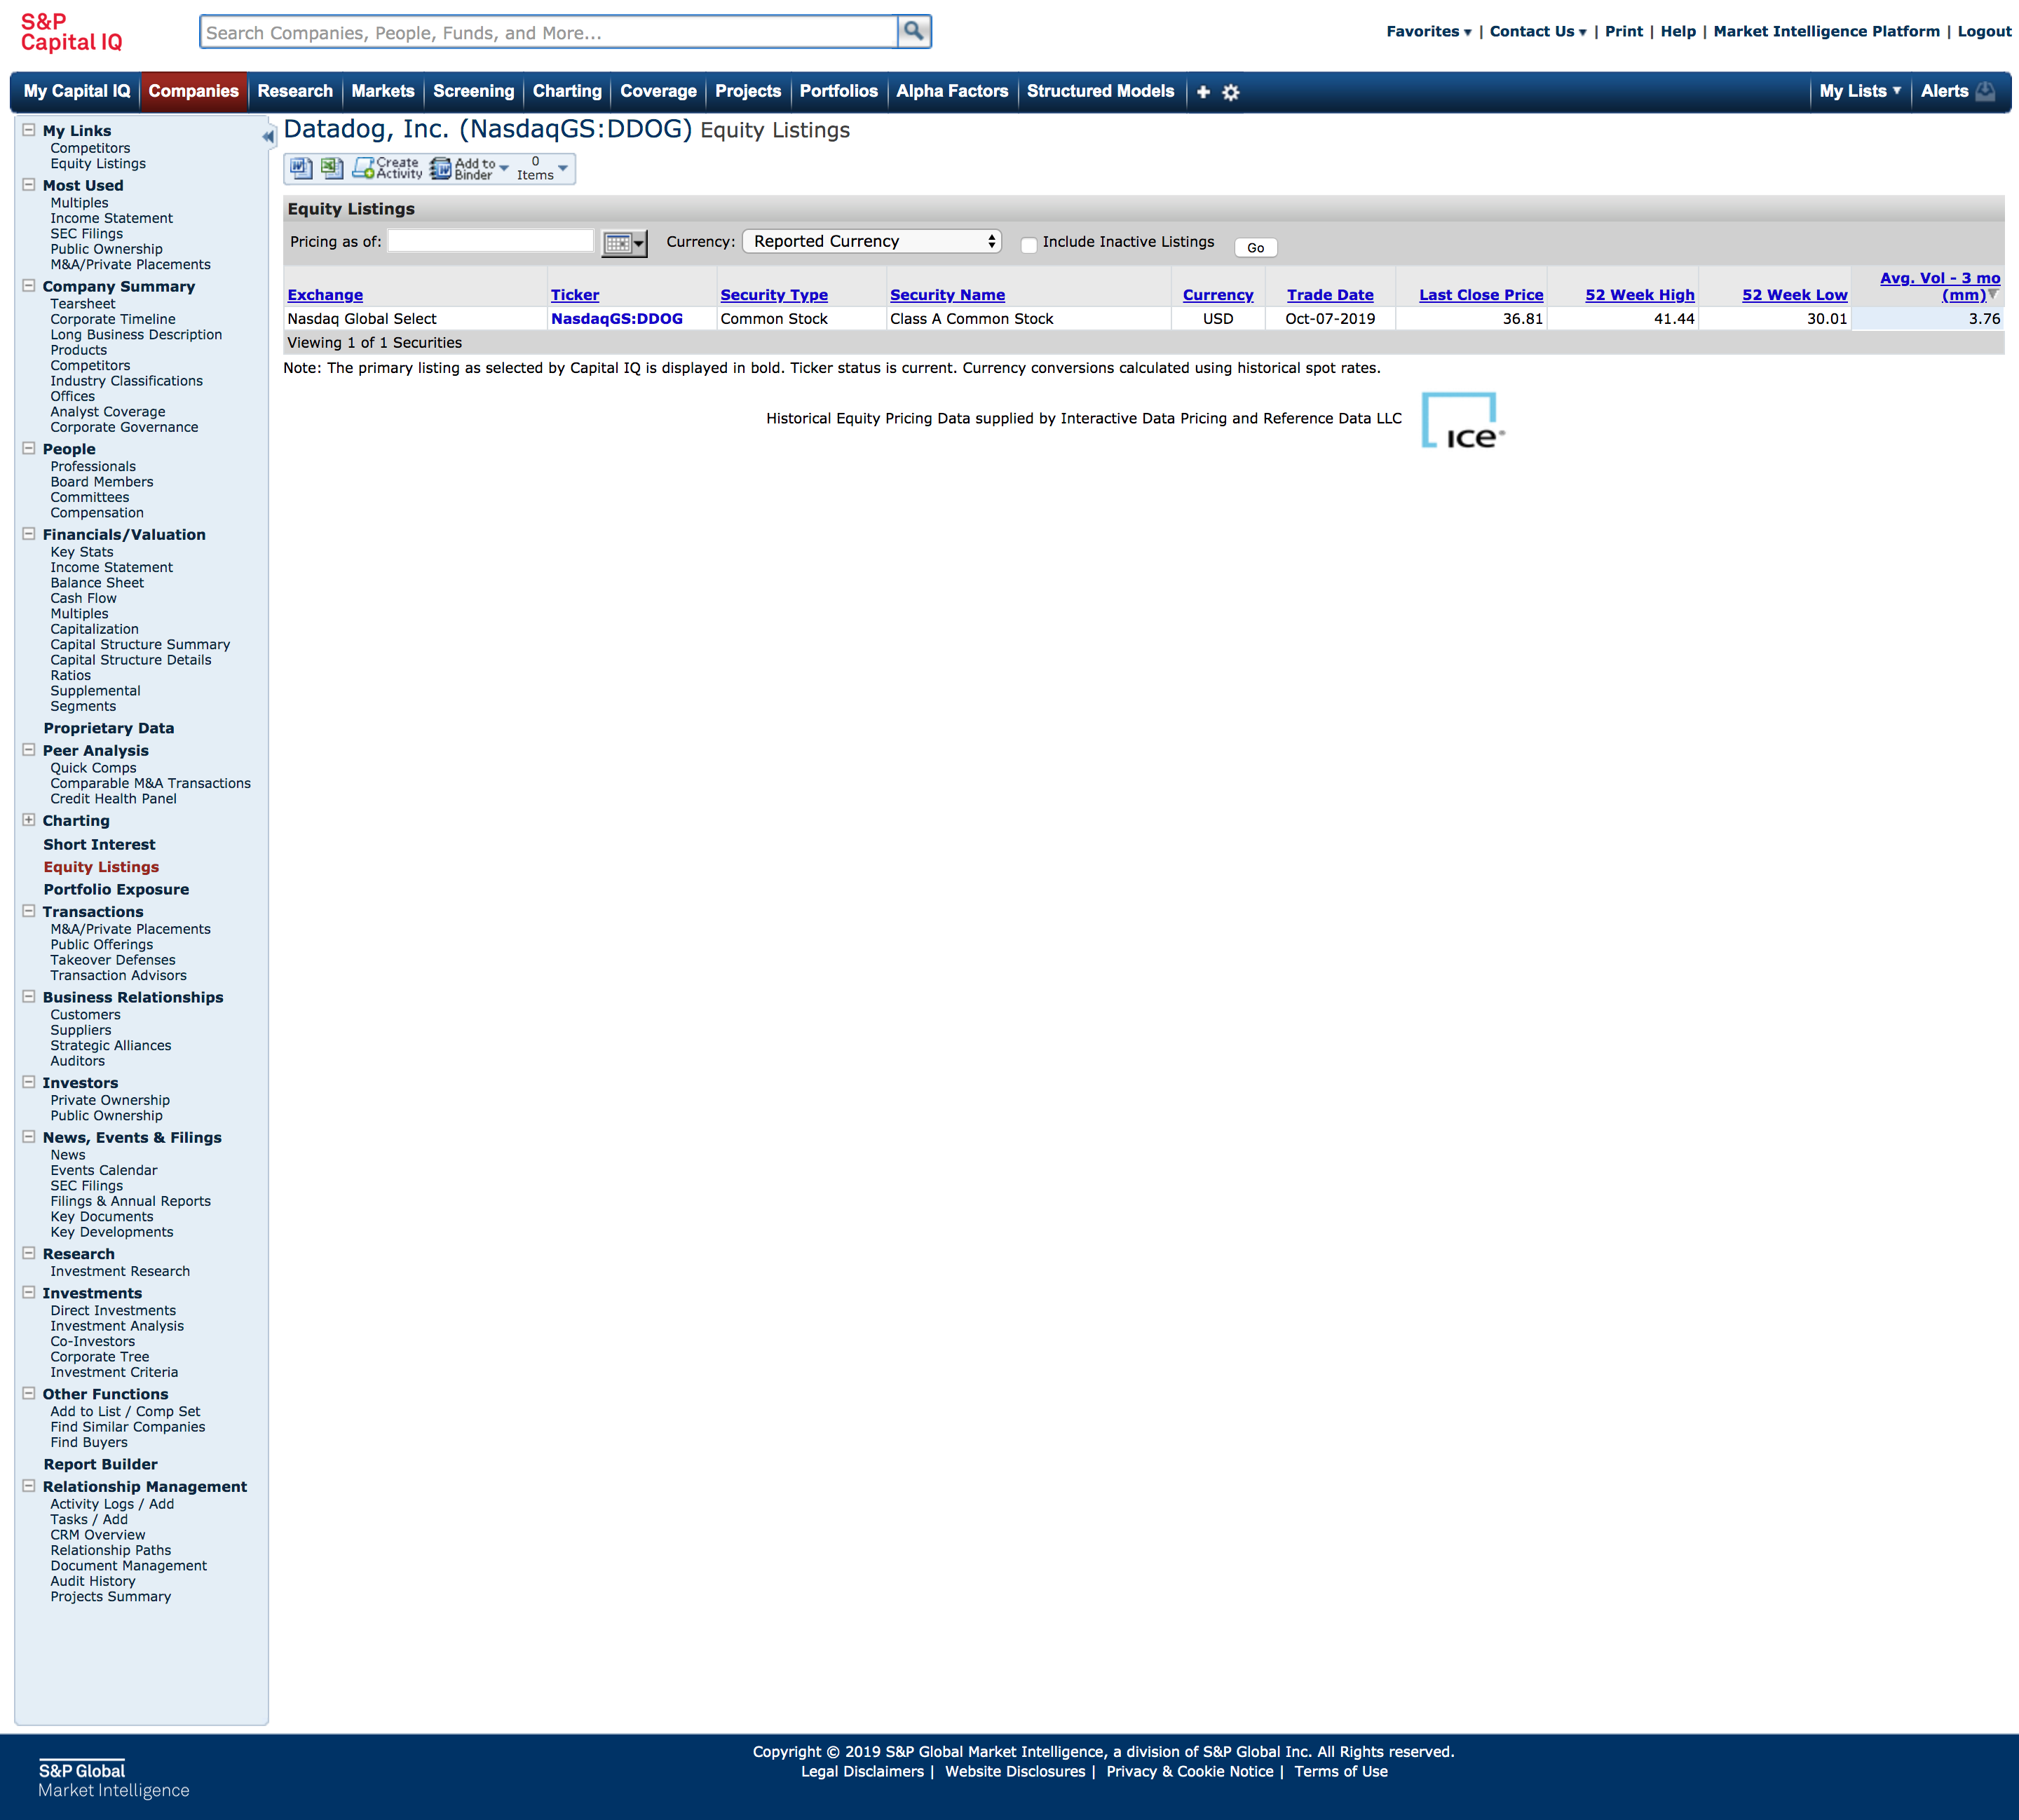 S&P
Capital IQ
Search Companies, People, Funds, and More...
Favorites | Contact Us | Print | Help | Market Intelligence Platform | Logout
My Capital IQ Companies Research Markets Screening Charting Coverage Projects Portfolios Alpha Factors Structured Models My Lists Alerts
My Links
Competitors
Equity Listings
Most Used
Multiples
Income Statement
SEC Filings
Public Ownership
M&A/Private Placements
Company Summary
Tearsheet
Corporate Timeline
Long Business Description
Products
Competitors
Industry Classifications
Offices
Analyst Coverage
Corporate Governance
People
Professionals
Board Members
Committees
Compensation
Financials/Valuation
Key Stats
Income Statement
Balance Sheet
Cash Flow
Multiples
Capitalization
Capital Structure Summary
Capital Structure Details
Ratios
Supplemental
Segments
Proprietary Data
Peer Analysis
Quick Comps
Comparable M&A Transactions
Credit Health Panel
Charting
Short Interest
Equity Listings
Portfolio Exposure
Transactions
M&A/Private Placements
Public Offerings
Takeover Defenses
Transaction Advisors
Business Relationships
Customers
Suppliers
Strategic Alliances
Auditors
Investors
Private Ownership
Public Ownership
News, Events & Filings
News
Events Calendar
SEC Filings
Filings & Annual Reports
Key Documents
Key Developments
Research
Investment Research
Investments
Direct Investments
Investment Analysis
Co-Investors
Corporate Tree
Investment Criteria
Other Functions
Add to List / Comp Set
Find Similar Companies
Find Buyers
Report Builder
Relationship Management
Activity Logs / Add
Tasks / Add
CRM Overview
Relationship Paths
Document Management
Audit History
Projects Summary
Datadog, Inc. (NasdaqGS:DDOG) Equity Listings
Create Activity Add to Binder 0 Items
Equity Listings
Pricing as of: Currency: Reported Currency Include Inactive Listings Go
Exchange Ticker Security Type Security Name Currency Trade Date Last Close Price 52 Week High 52 Week Low Avg. Vol - 3 mo (mm)
Nasdaq Global Select NasdaqGS:DDOG Common Stock Class A Common Stock USD Oct-07-2019 36.81 41.44 30.01 3.76
Viewing 1 of 1 Securities
Note: The primary listing as selected by Capital IQ is displayed in bold. Ticker status is current. Currency conversions calculated using historical spot rates.
Historical Equity Pricing Data supplied by Interactive Data Pricing and Reference Data LLC
ice
S&P Global
Market Intelligence
Copyright © 2019 S&P Global Market Intelligence, a division of S&P Global Inc. All Rights reserved.
Legal Disclaimers | Website Disclosures | Privacy & Cookie Notice | Terms of Use